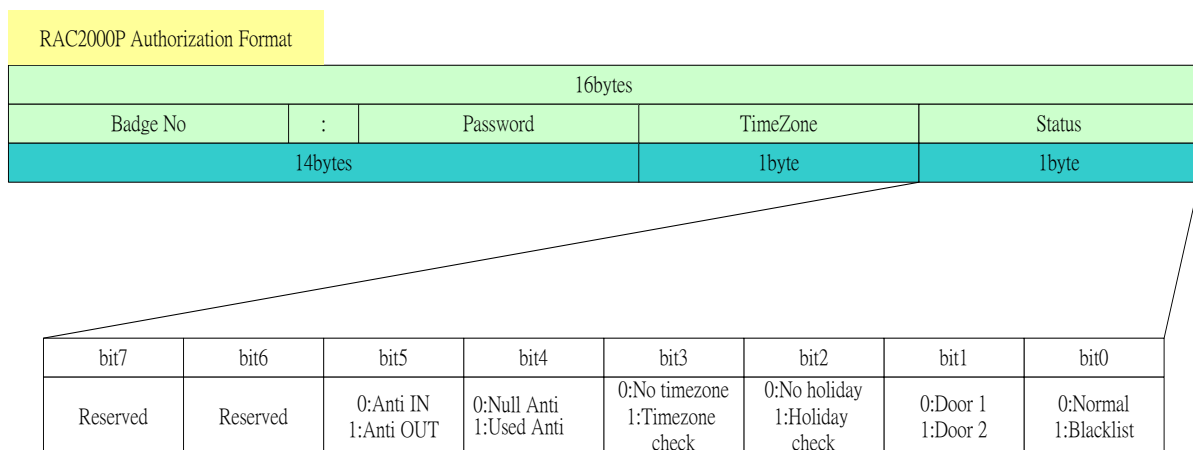 RAC2000P Authorization Format
16bytes
Badge No : Password TimeZone Status
14bytes 1byte 1byte
bit7 bit6 bit5 bit4 bit3 bit2 bit1 bit0
Reserved Reserved 0:Anti IN 0:Null Anti 0:No timezone 0:No holiday 0:Door 1 0:Normal
1:Anti OUT 1:Used Anti 1:Timezone 1:Holiday 1:Door 2 1:Blacklist
check check